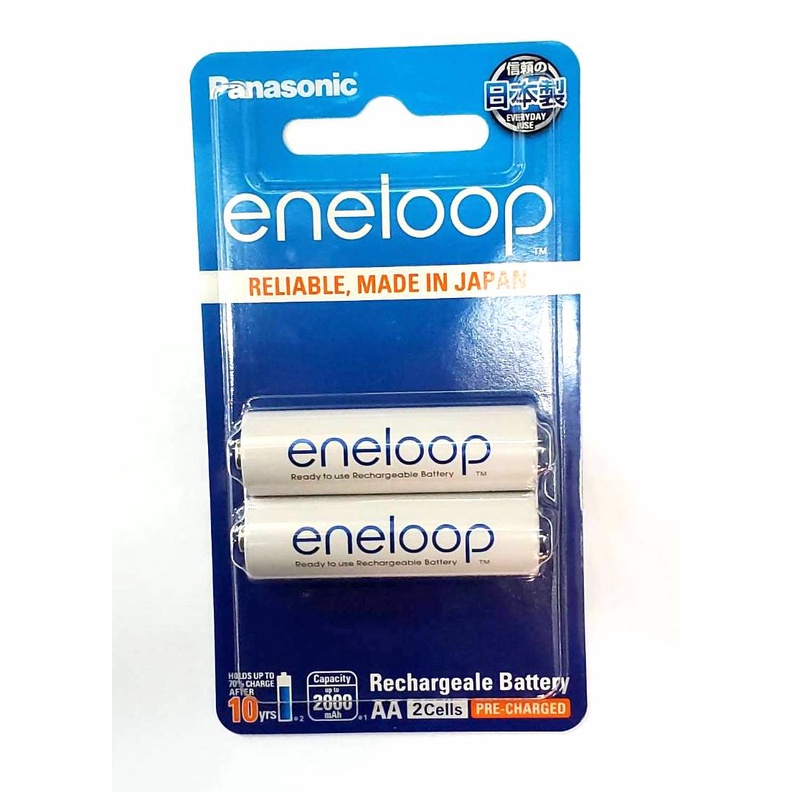 Panasonic
信頼の
日本製
EVERYDAY
USE
eneloop
TM
RELIABLE, MADE IN JAPAN
eneloop
Ready to use Rechargeable Battery TM
eneloop
Ready to use Rechargeable Battery TM
HOLDS UP TO
70% CHARGE
AFTER
10yrs
※2
Capacity
up to
2000
mAh
※1
Rechargeale Battery
AA 2Cells PRE-CHARGED